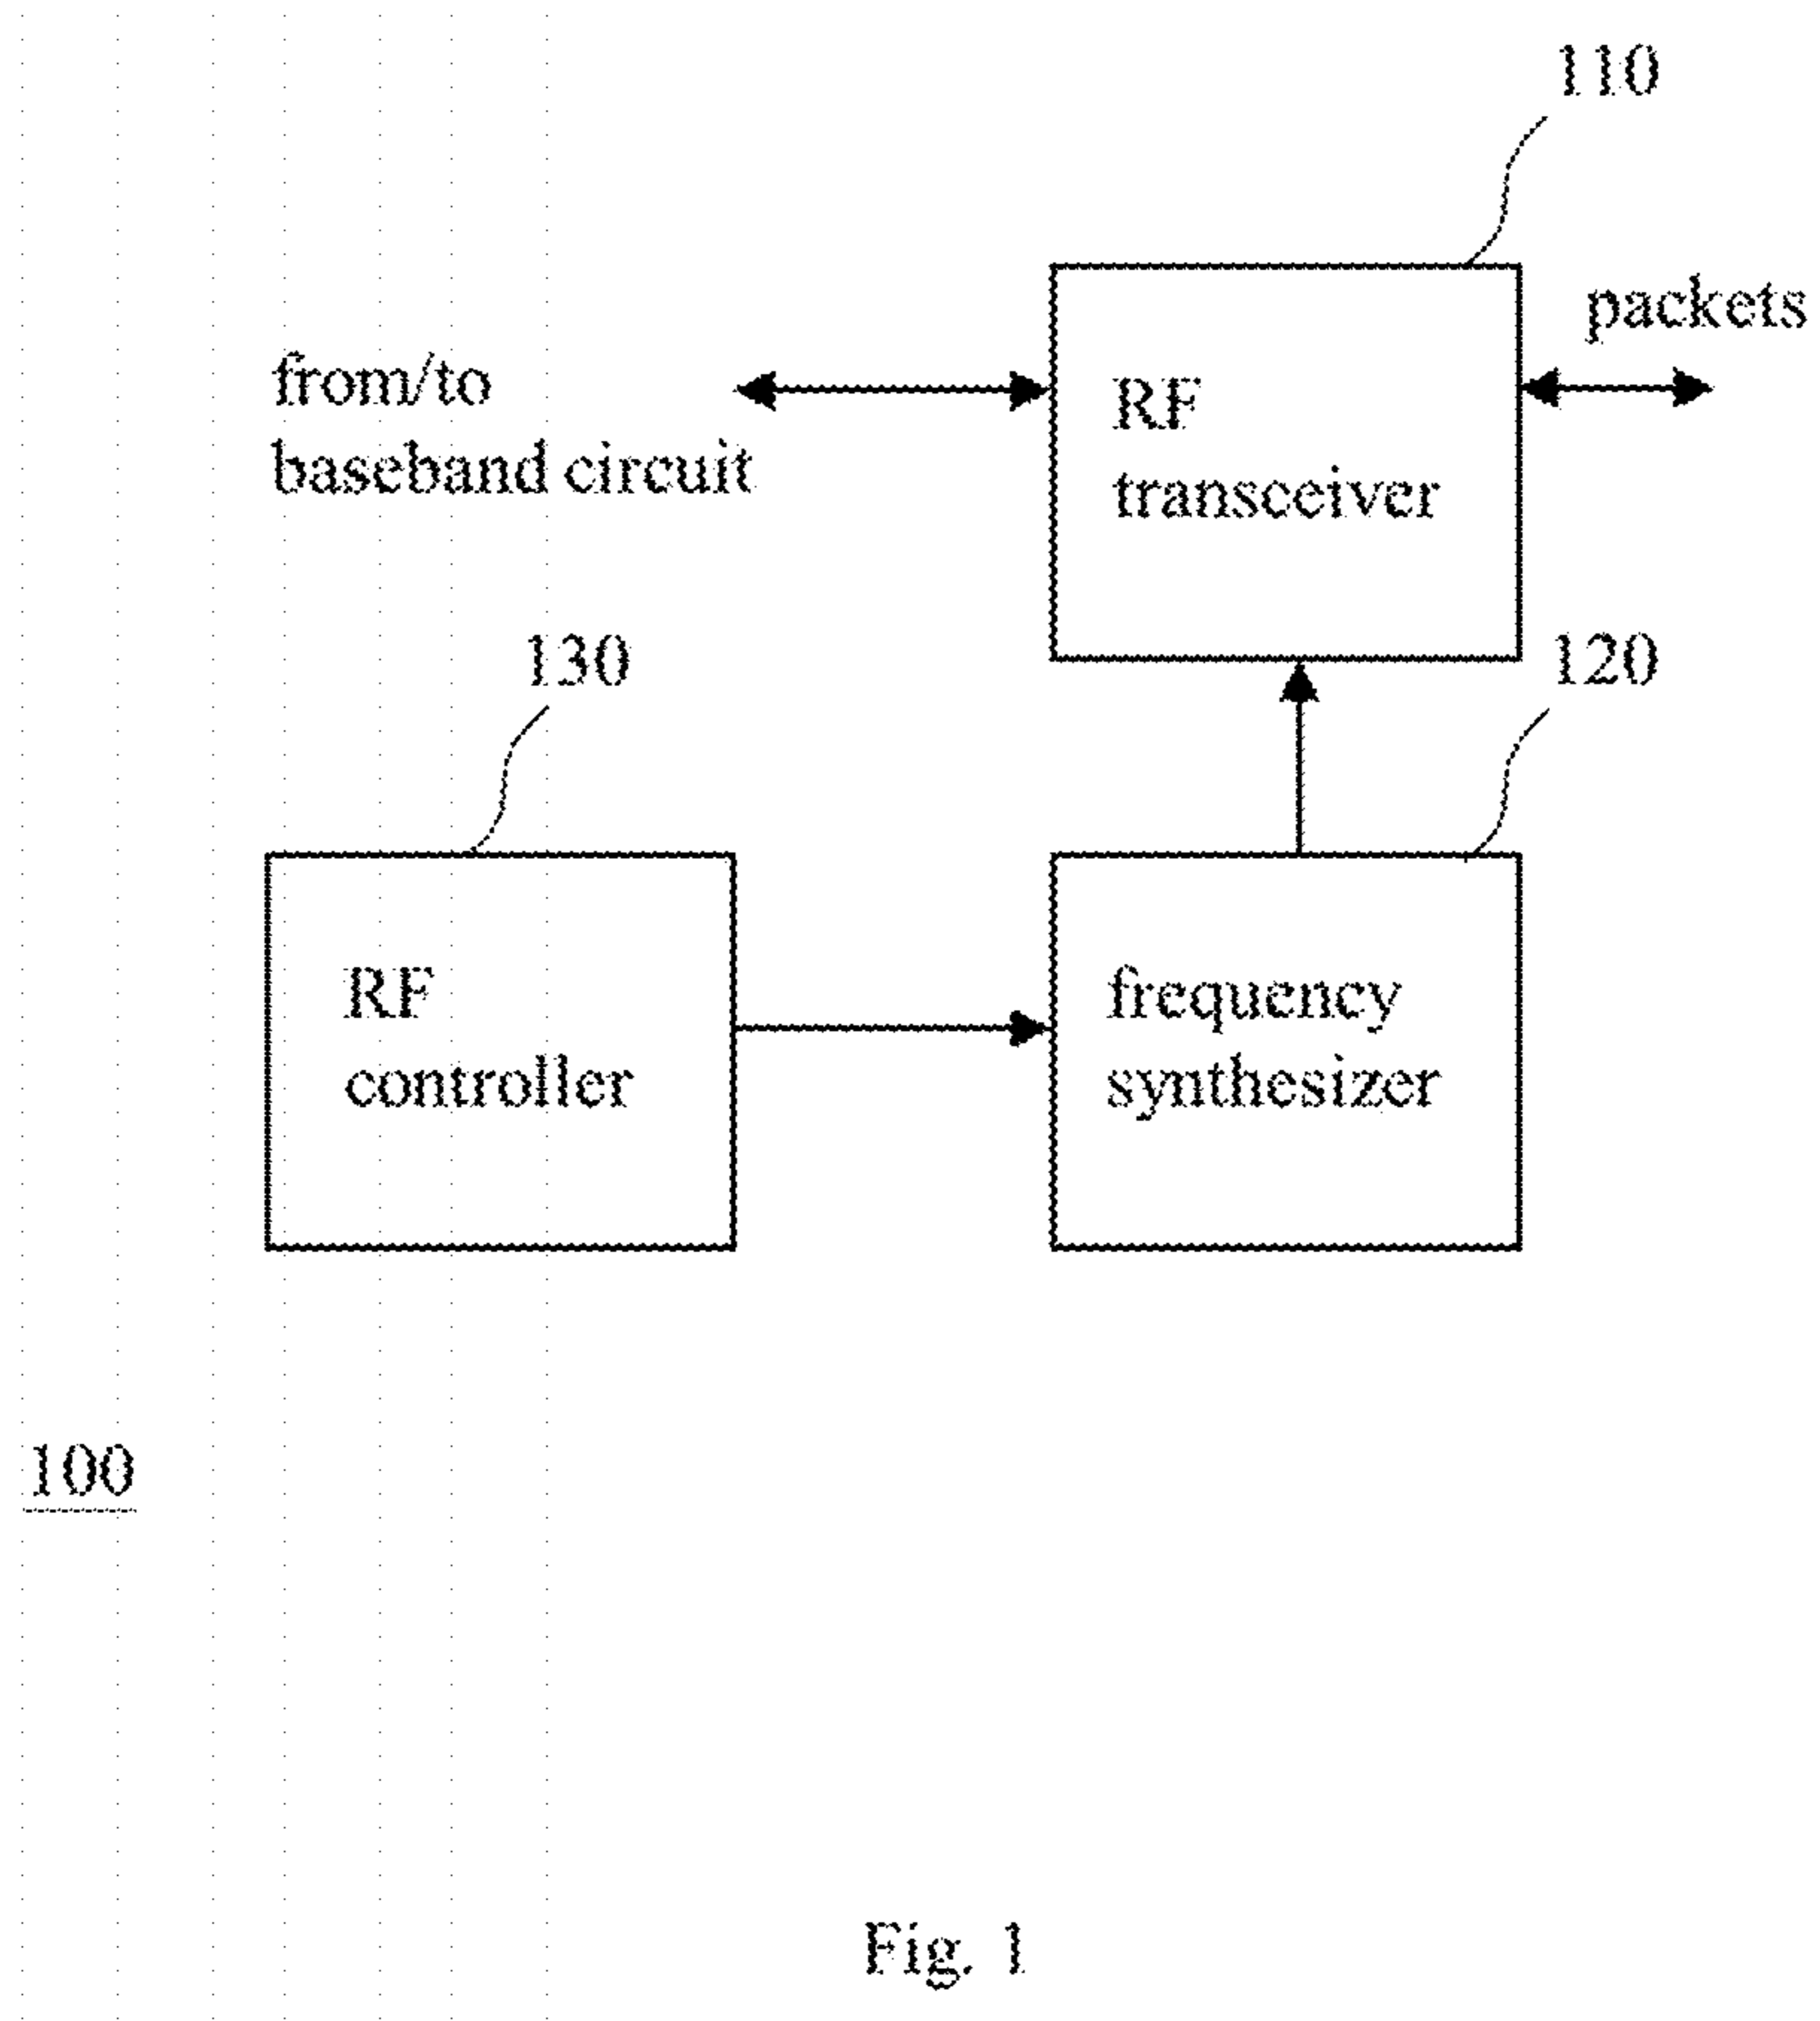 110
packets
from/to
baseband circuit
RF
transceiver
130
120
RF
controller
frequency
synthesizer
100
Fig. 1